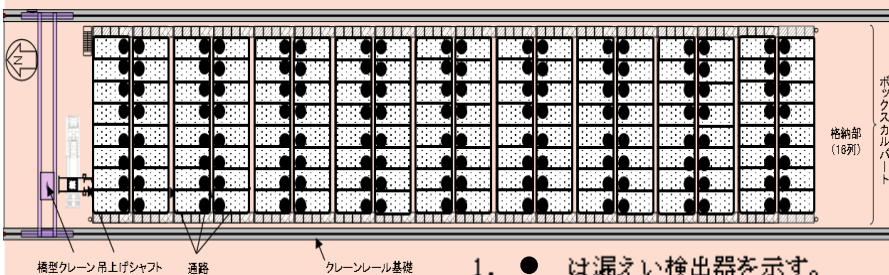 N
ボックスカルバート
格納部
(18列)
橋型クレーン 吊上げシャフト 通路 クレーンレール基礎
1. ● は漏えい検出器を示す。